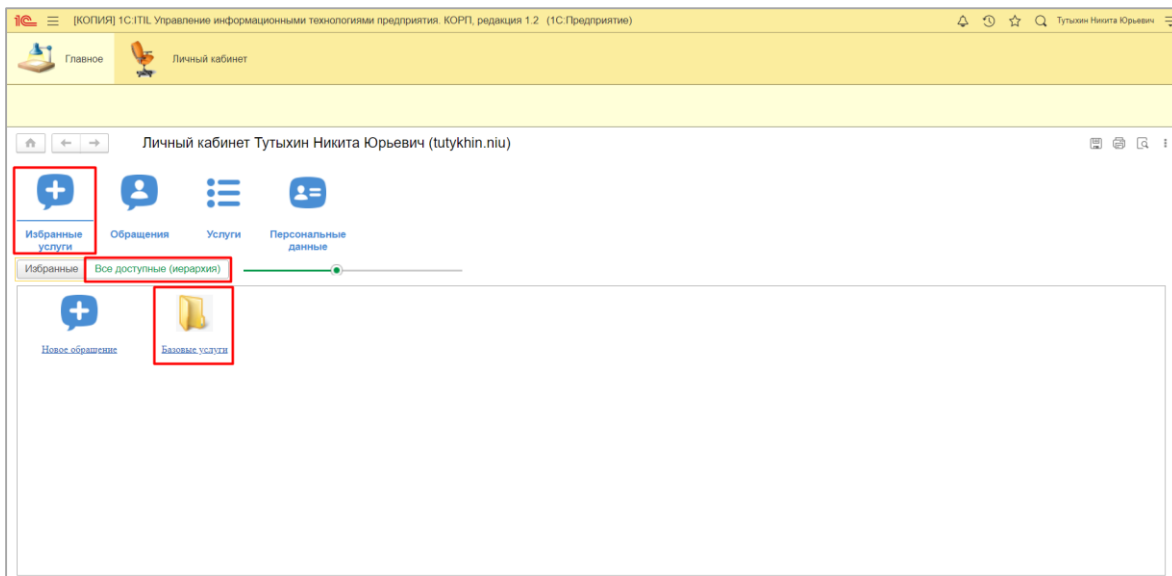 1С [КОПИЯ] 1С:ITIL Управление информационными технологиями предприятия. КОРП, редакция 1.2 (1С:Предприятие) Тутыхин Никита Юрьевич
Главное Личный кабинет
Личный кабинет Тутыхин Никита Юрьевич (tutykhin.niu)
Избранные услуги Обращения Услуги Персональные данные
Избранные Все доступные (иерархия)
Новое обращение Базовые услуги